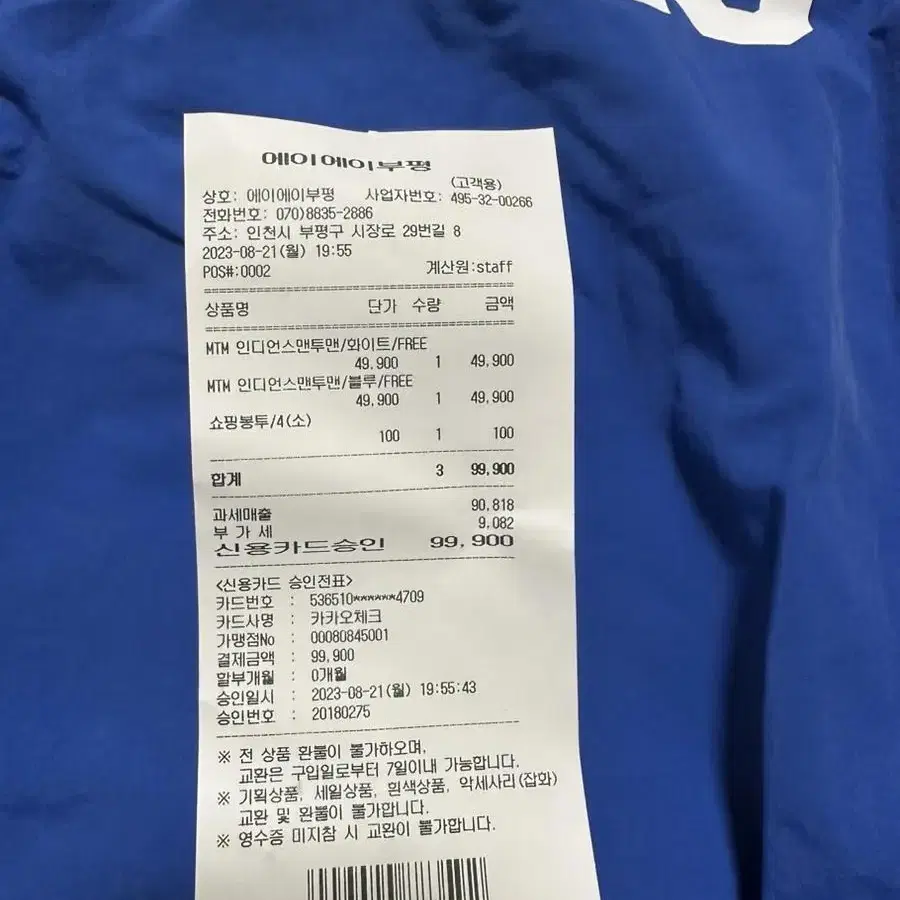 에이에이부평
(고객용)
상호: 에이에이부평 사업자번호: 495-32-00266
전화번호: 070)8835-2886
주소: 인천시 부평구 시장로 29번길 8
2023-08-21(월) 19:55
POS#:0002 계산원:staff
상품명 단가 수량 금액
MTM 인디언스맨투맨/화이트/FREE
49,900 1 49,900
MTM 인디언스맨투맨/블루/FREE
49,900 1 49,900
쇼핑봉투/4(소)
100 1 100
합계 3 99,900
과세매출 90,818
부 가 세 9,082
신용카드승인 99,900
<신용카드 승인전표>
카드번호 : 536510******4709
카드사명 : 카카오체크
가맹점No : 00080845001
결제금액 : 99,900
할부개월 : 0개월
승인일시 : 2023-08-21(월) 19:55:43
승인번호 : 20180275
※ 전 상품 환불이 불가하오며,
교환은 구입일로부터 7일이내 가능합니다.
※ 기획상품, 세일상품, 흰색상품, 악세사리(잡화)
교환 및 환불이 불가합니다.
※ 영수증 미지참 시 교환이 불가합니다.